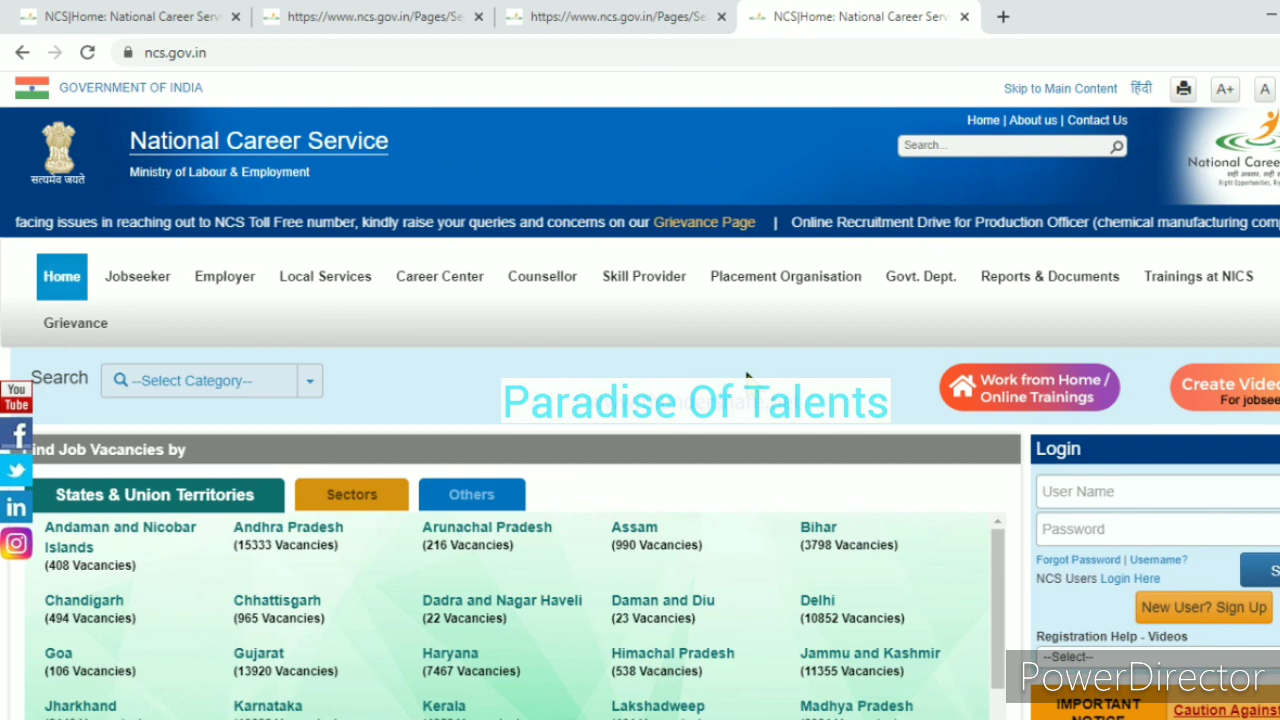 NCS|Home: National Career Serv
https://www.ncs.gov.in/Pages/Se
https://www.ncs.gov.in/Pages/Se
NCS|Home: National Career Serv
ncs.gov.in
GOVERNMENT OF INDIA
Skip to Main Content हिंदी A+ A
Home | About us | Contact Us
National Career Service
Search...
Ministry of Labour & Employment
सत्यमेव जयते
National Caree
facing issues in reaching out to NCS Toll Free number, kindly raise your queries and concerns on our Grievance Page | Online Recruitment Drive for Production Officer (chemical manufacturing com
Home Jobseeker Employer Local Services Career Center Counsellor Skill Provider Placement Organisation Govt. Dept. Reports & Documents Trainings at NICS
Grievance
Search --Select Category--
Paradise Of Talents
Work from Home /
Online Trainings
Create Video
For jobsee
You
Tube
ind Job Vacancies by
States & Union Territories Sectors Others
Andaman and Nicobar
Islands
(408 Vacancies)
Andhra Pradesh
(15333 Vacancies)
Arunachal Pradesh
(216 Vacancies)
Assam
(990 Vacancies)
Bihar
(3798 Vacancies)
Chandigarh
(494 Vacancies)
Chhattisgarh
(965 Vacancies)
Dadra and Nagar Haveli
(22 Vacancies)
Daman and Diu
(23 Vacancies)
Delhi
(10852 Vacancies)
Goa
(106 Vacancies)
Gujarat
(13920 Vacancies)
Haryana
(7467 Vacancies)
Himachal Pradesh
(538 Vacancies)
Jammu and Kashmir
(11355 Vacancies)
Jharkhand
Karnataka
Kerala
Lakshadweep
Madhya Pradesh
Login
User Name
Password
Forgot Password | Username?
NCS Users Login Here
S
New User? Sign Up
Registration Help - Videos
--Select--
PowerDirector
IMPORTANT
NOTICE
Caution Agains